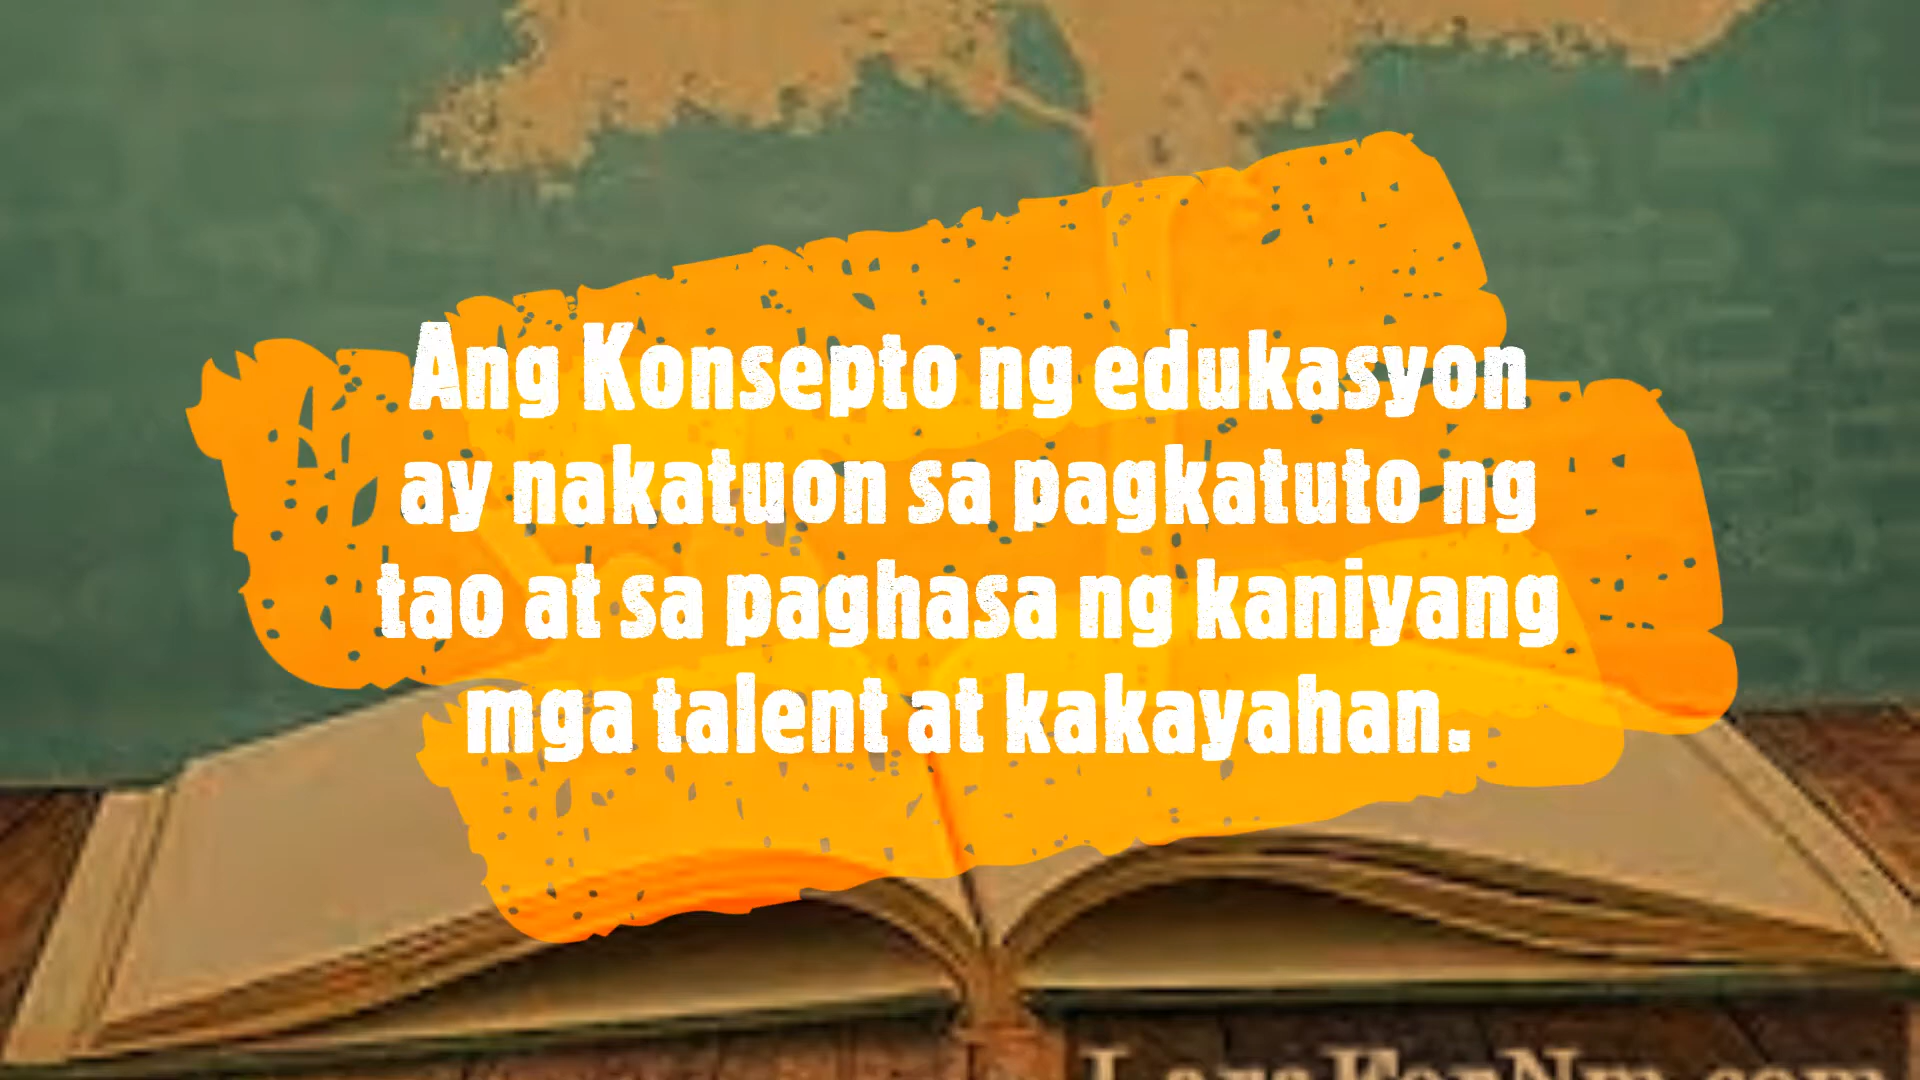 Ang Konsepto ng edukasyon
ay nakatuon sa pagkatuto ng
tao at sa paghasa ng kaniyang
mga talent at kakayahan.